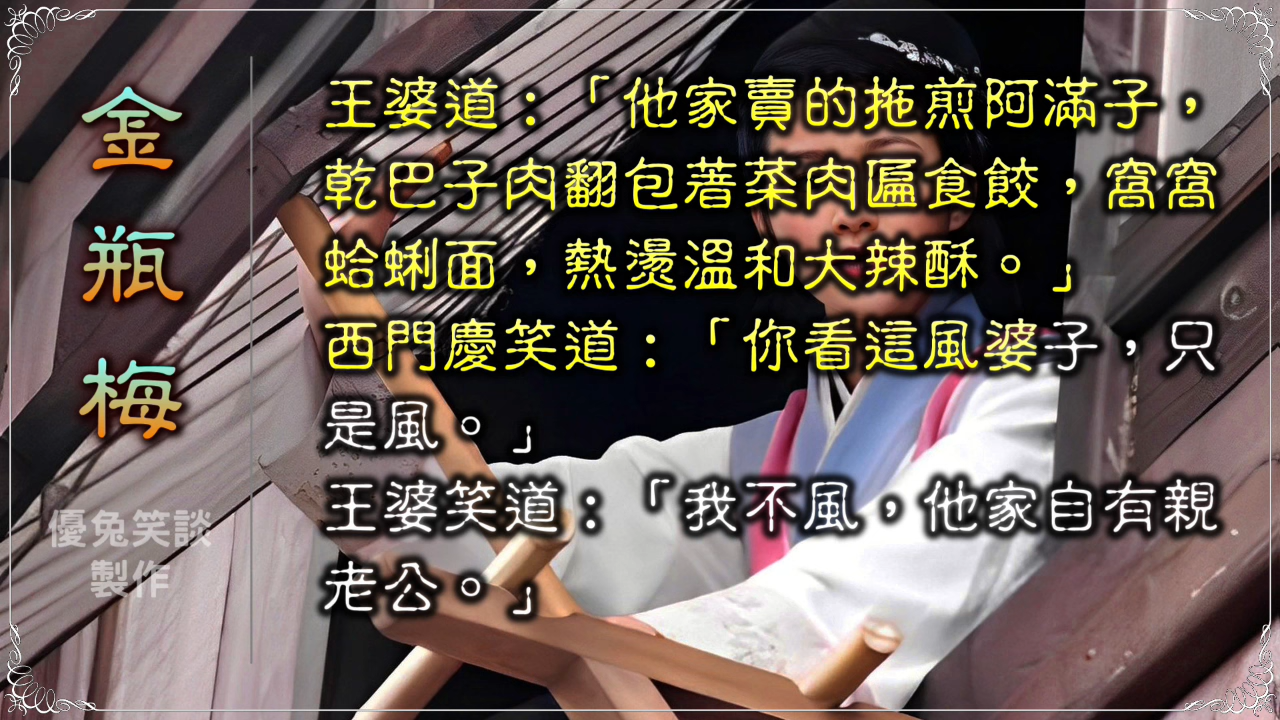 金瓶梅
王婆道：「他家賣的拖煎阿滿子，
乾巴子肉翻包著菜肉匾食餃，窩窩
蛤蜊面，熱燙溫和大辣酥。」
西門慶笑道：「你看這風婆子，只
是風。」
王婆笑道：「我不風，他家自有親
老公。」
優兔笑談
製作